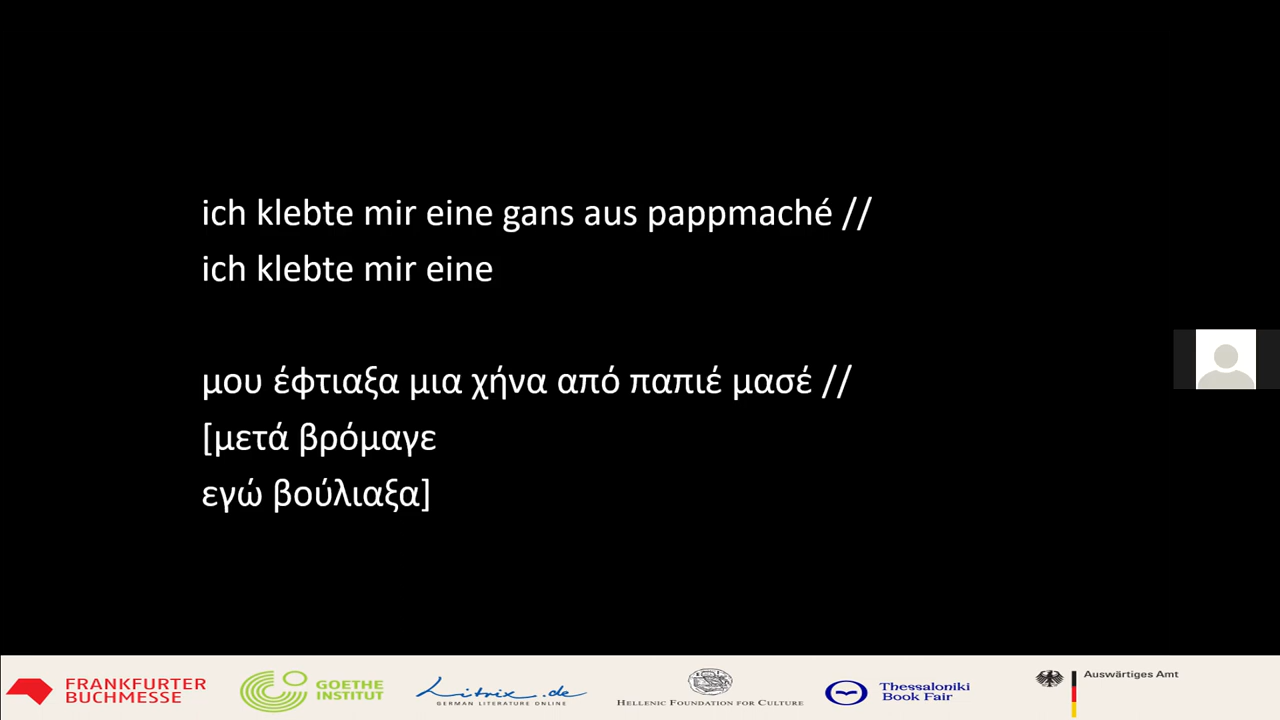 ich klebte mir eine gans aus pappmaché //
ich klebte mir eine
μου έφτιαξα μια χήνα από παπιέ μασέ //
[μετά βρόμαγε
εγώ βούλιαξα]
FRANKFURTER
BUCHMESSE
GOETHE
INSTITUT
Litrix.de
GERMAN LITERATURE ONLINE
HELLENIC FOUNDATION FOR CULTURE
Thessaloniki
Book Fair
Auswärtiges Amt